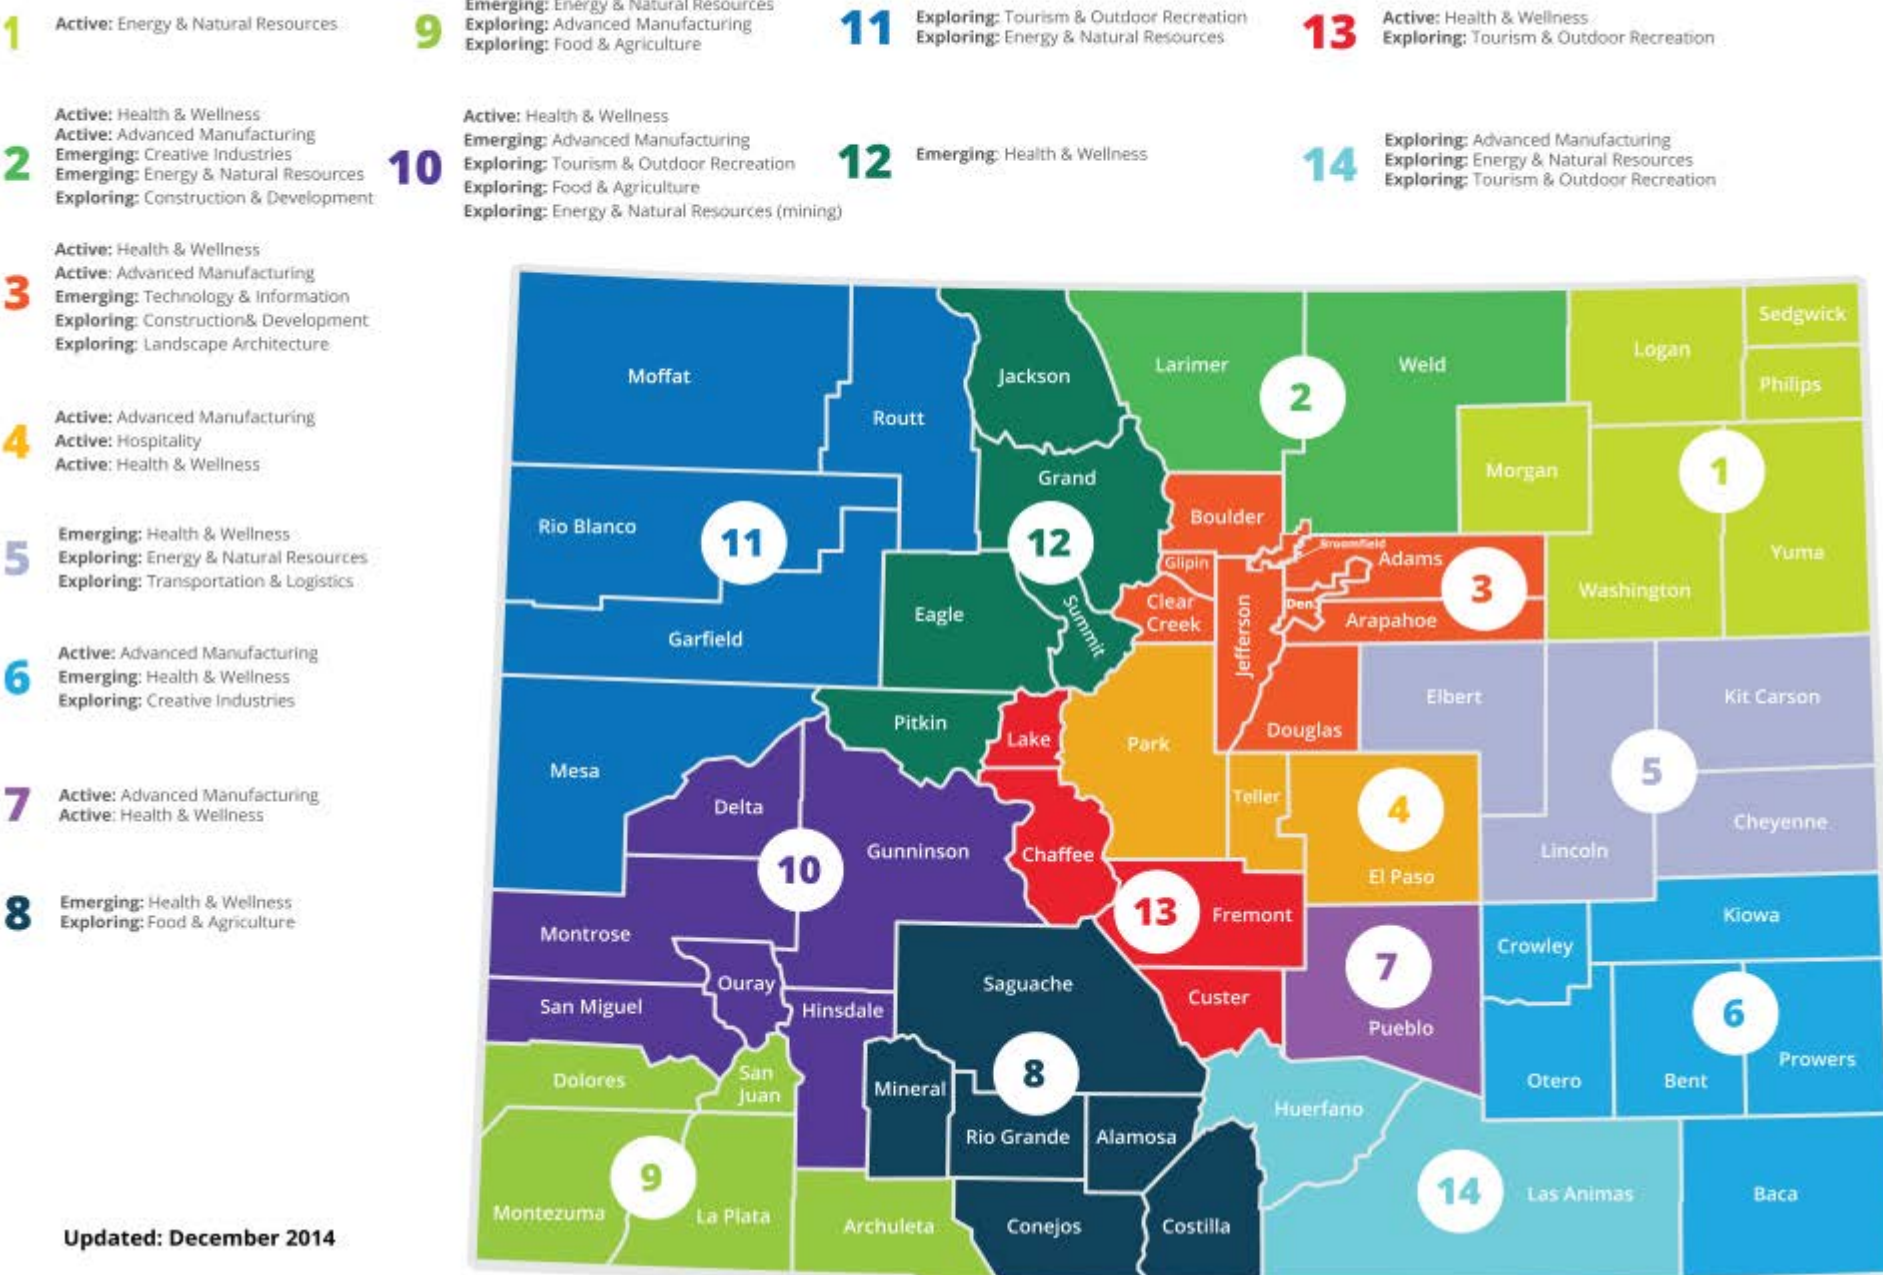 1
Active: Energy & Natural Resources
2
Active: Health & Wellness
Active: Advanced Manufacturing
Emerging: Creative Industries
Emerging: Energy & Natural Resources
Exploring: Construction & Development
3
Active: Health & Wellness
Active: Advanced Manufacturing
Emerging: Technology & Information
Exploring: Construction& Development
Exploring: Landscape Architecture
4
Active: Advanced Manufacturing
Active: Hospitality
Active: Health & Wellness
5
Emerging: Health & Wellness
Exploring: Energy & Natural Resources
Exploring: Transportation & Logistics
6
Active: Advanced Manufacturing
Emerging: Health & Wellness
Exploring: Creative Industries
7
Active: Advanced Manufacturing
Active: Health & Wellness
8
Emerging: Health & Wellness
Exploring: Food & Agriculture
9
Emerging: Energy & Natural Resources
Exploring: Advanced Manufacturing
Exploring: Food & Agriculture
10
Active: Health & Wellness
Emerging: Advanced Manufacturing
Exploring: Tourism & Outdoor Recreation
Exploring: Food & Agriculture
Exploring: Energy & Natural Resources (mining)
11
Exploring: Tourism & Outdoor Recreation
Exploring: Energy & Natural Resources
12
Emerging: Health & Wellness
13
Active: Health & Wellness
Exploring: Tourism & Outdoor Recreation
14
Exploring: Advanced Manufacturing
Exploring: Energy & Natural Resources
Exploring: Tourism & Outdoor Recreation
Moffat
Routt
Jackson
Larimer
2
Weld
Logan
Sedgwick
Philips
Rio Blanco
11
Grand
12
Boulder
Morgan
1
Yuma
Washington
Garfield
Eagle
Summit
Gilpin
Clear
Creek
Jefferson
Broomfield
Adams
3
Den
Arapahoe
Mesa
Pitkin
Lake
Park
Douglas
Elbert
Kit Carson
5
Delta
10
Gunninson
Chaffee
Teller
4
El Paso
Lincoln
Cheyenne
Montrose
Ouray
San Miguel
Hinsdale
Saguache
13
Fremont
Custer
7
Pueblo
Crowley
Kiowa
6
Otero
Bent
Prowers
Dolores
San
Juan
Mineral
8
Rio Grande
Alamosa
Huerfano
9
Montezuma
La Plata
Archuleta
Conejos
Costilla
14
Las Animas
Baca
Updated: December 2014